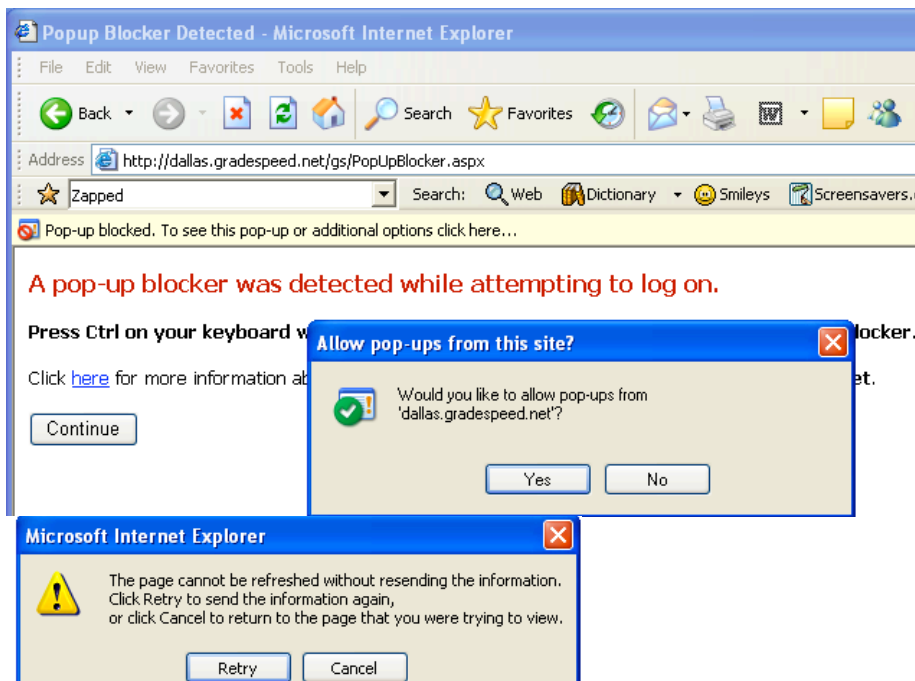 Popup Blocker Detected - Microsoft Internet Explorer
File Edit View Favorites Tools Help
Back Search Favorites W
Address http://dallas.gradespeed.net/gs/PopUpBlocker.aspx
Zapped Search: Web Dictionary Smileys Screensavers.
Pop-up blocked. To see this pop-up or additional options click here...
A pop-up blocker was detected while attempting to log on.
Press Ctrl on your keyboard w locker.
Click here for more information ab et.
Continue
Allow pop-ups from this site?
Would you like to allow pop-ups from
'dallas.gradespeed.net'?
Yes No
Microsoft Internet Explorer
The page cannot be refreshed without resending the information.
Click Retry to send the information again,
or click Cancel to return to the page that you were trying to view.
Retry Cancel